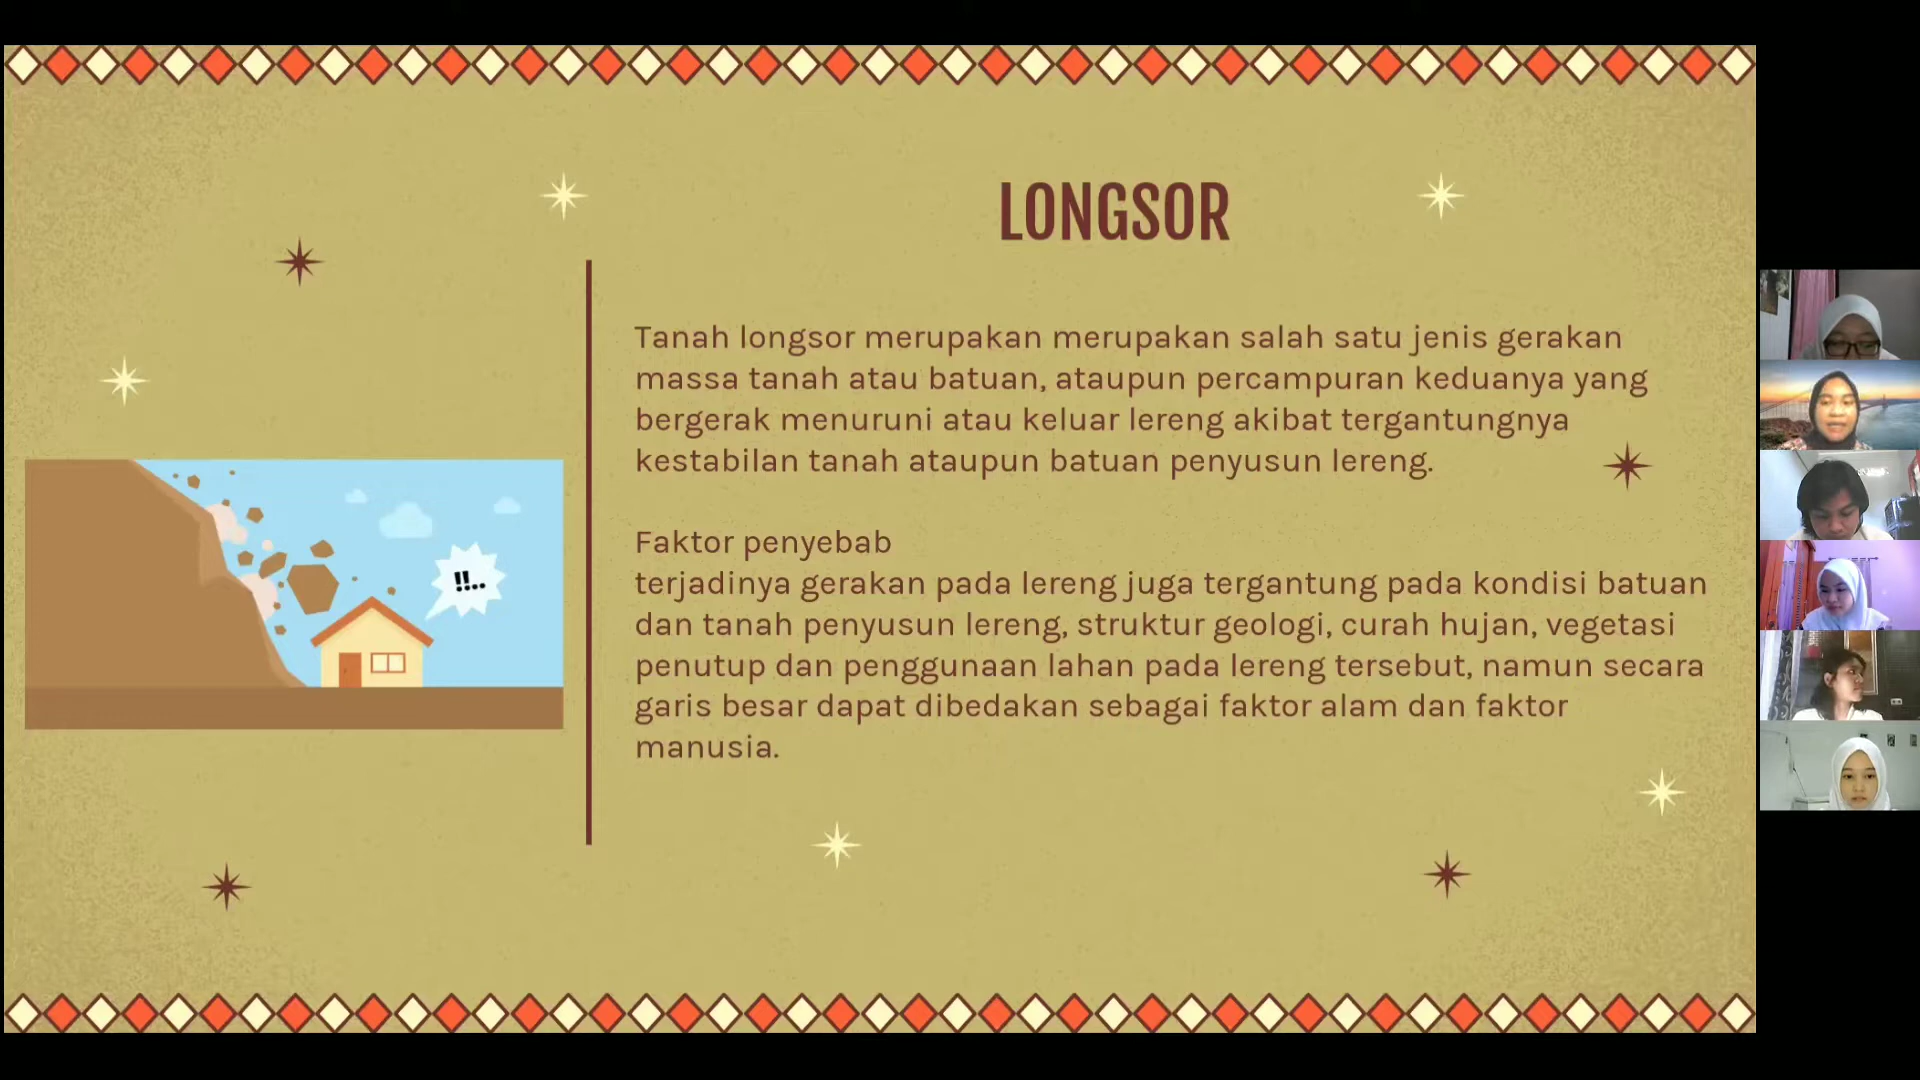 LONGSOR
Tanah longsor merupakan merupakan salah satu jenis gerakan
massa tanah atau batuan, ataupun percampuran keduanya yang
bergerak menuruni atau keluar lereng akibat tergantungnya
kestabilan tanah ataupun batuan penyusun lereng.
Faktor penyebab
terjadinya gerakan pada lereng juga tergantung pada kondisi batuan
dan tanah penyusun lereng, struktur geologi, curah hujan, vegetasi
penutup dan penggunaan lahan pada lereng tersebut, namun secara
garis besar dapat dibedakan sebagai faktor alam dan faktor
manusia.
!!...